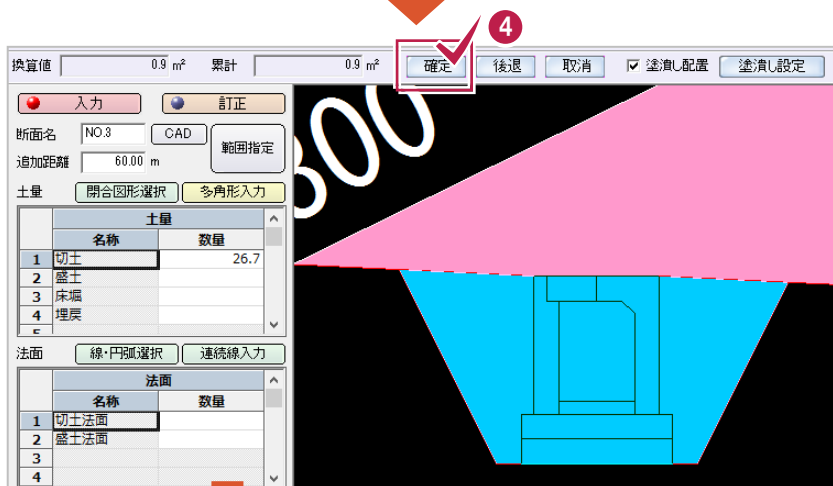 4
換算値 0.9 m² 累計 0.9 m² 確定 後退 取消 塗潰し配置 塗潰し設定
入力 訂正
断面名 NO.3 CAD 範囲指定
追加距離 60.00 m
土量 閉合図形選択 多角形入力
土量
名称 数量
1 切土 26.7
2 盛土
3 床堀
4 埋戻
5
法面 線・円弧選択 連続線入力
法面
名称 数量
1 切土法面
2 盛土法面
3
4
300